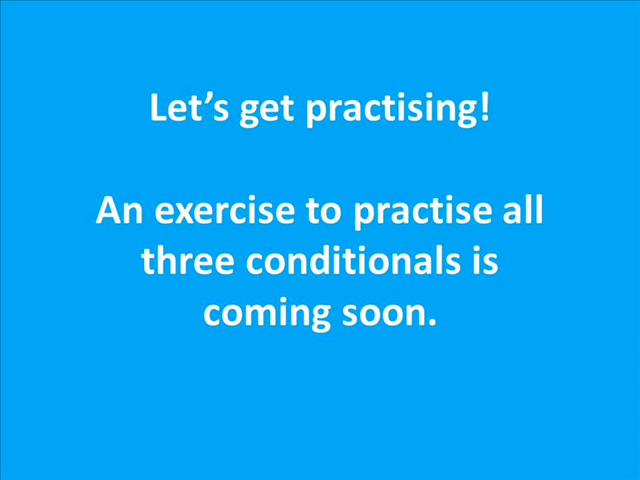 Let’s get practising!
An exercise to practise all
three conditionals is
coming soon.